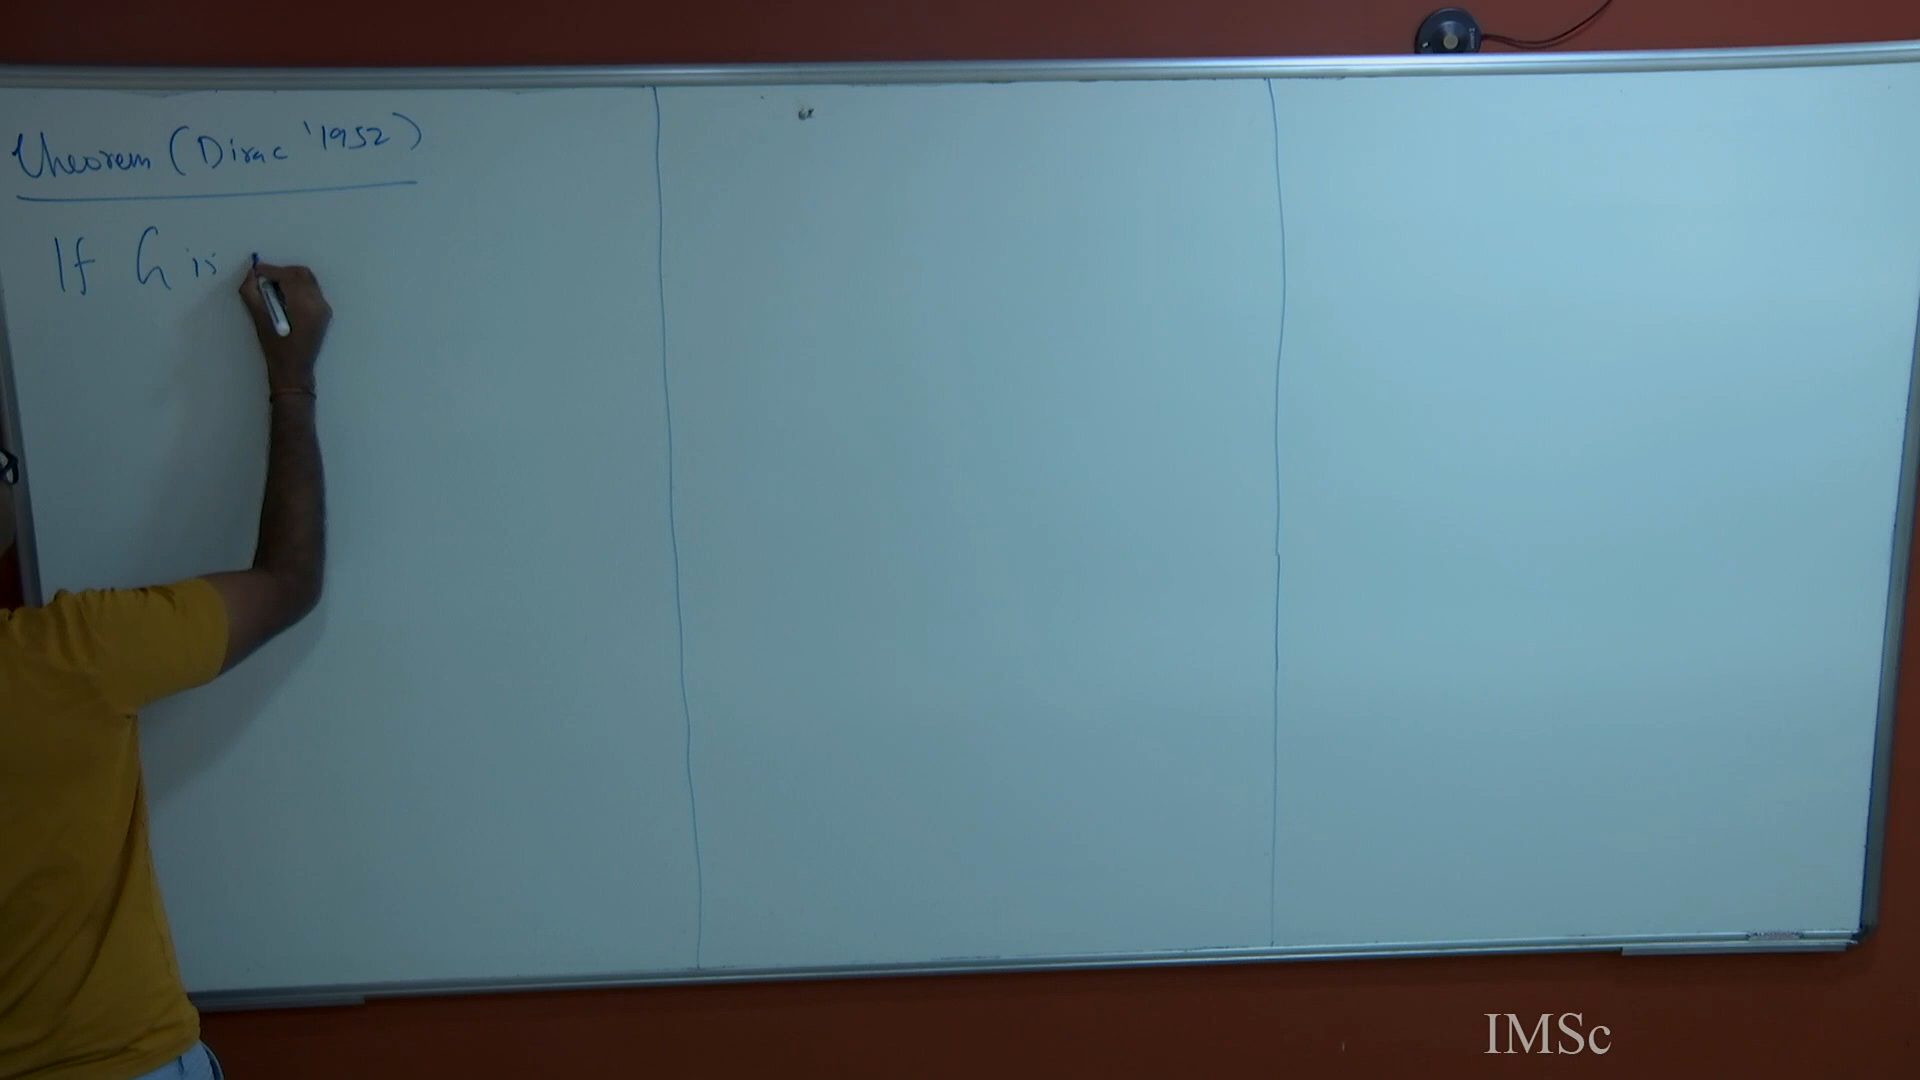 Theorem (Dirac '1952)
If G is
IMSc